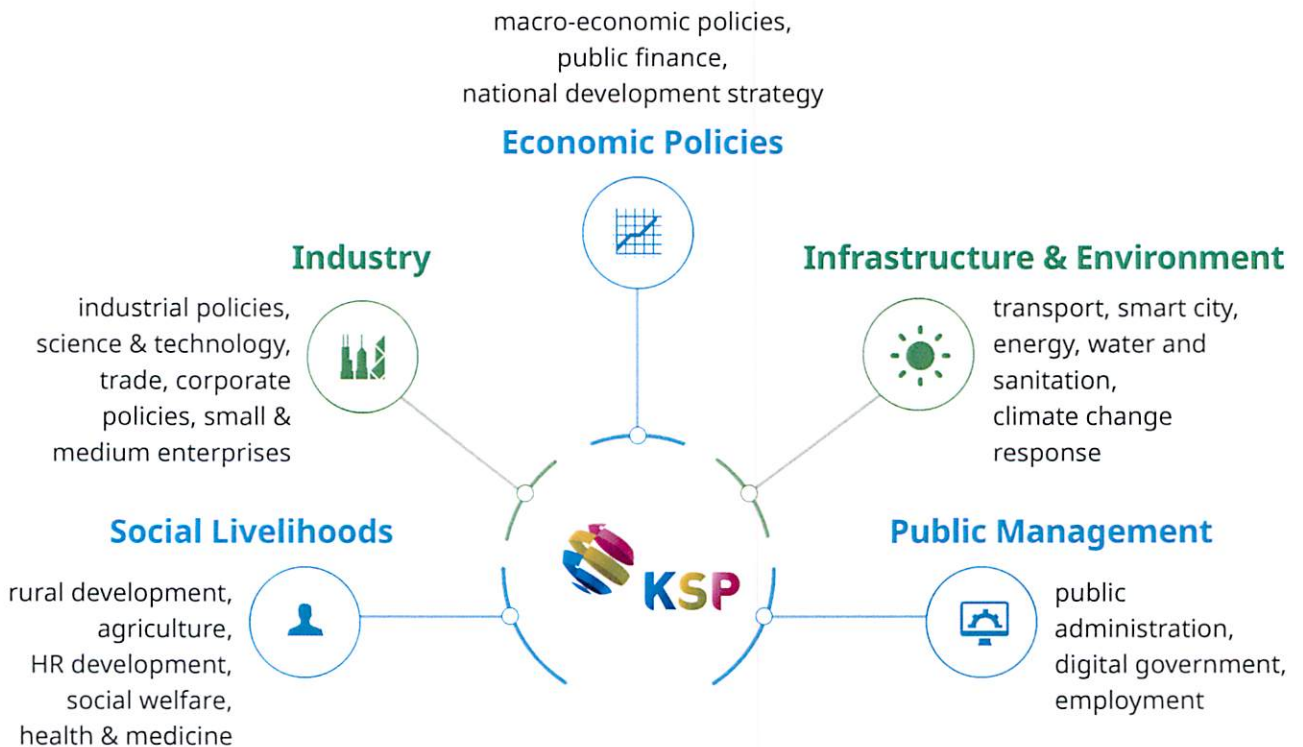 macro-economic policies,
public finance,
national development strategy
Economic Policies
Industry
industrial policies,
science & technology,
trade, corporate
policies, small &
medium enterprises
Infrastructure & Environment
transport, smart city,
energy, water and
sanitation,
climate change
response
Social Livelihoods
rural development,
agriculture,
HR development,
social welfare,
health & medicine
KSP
Public Management
public
administration,
digital government,
employment